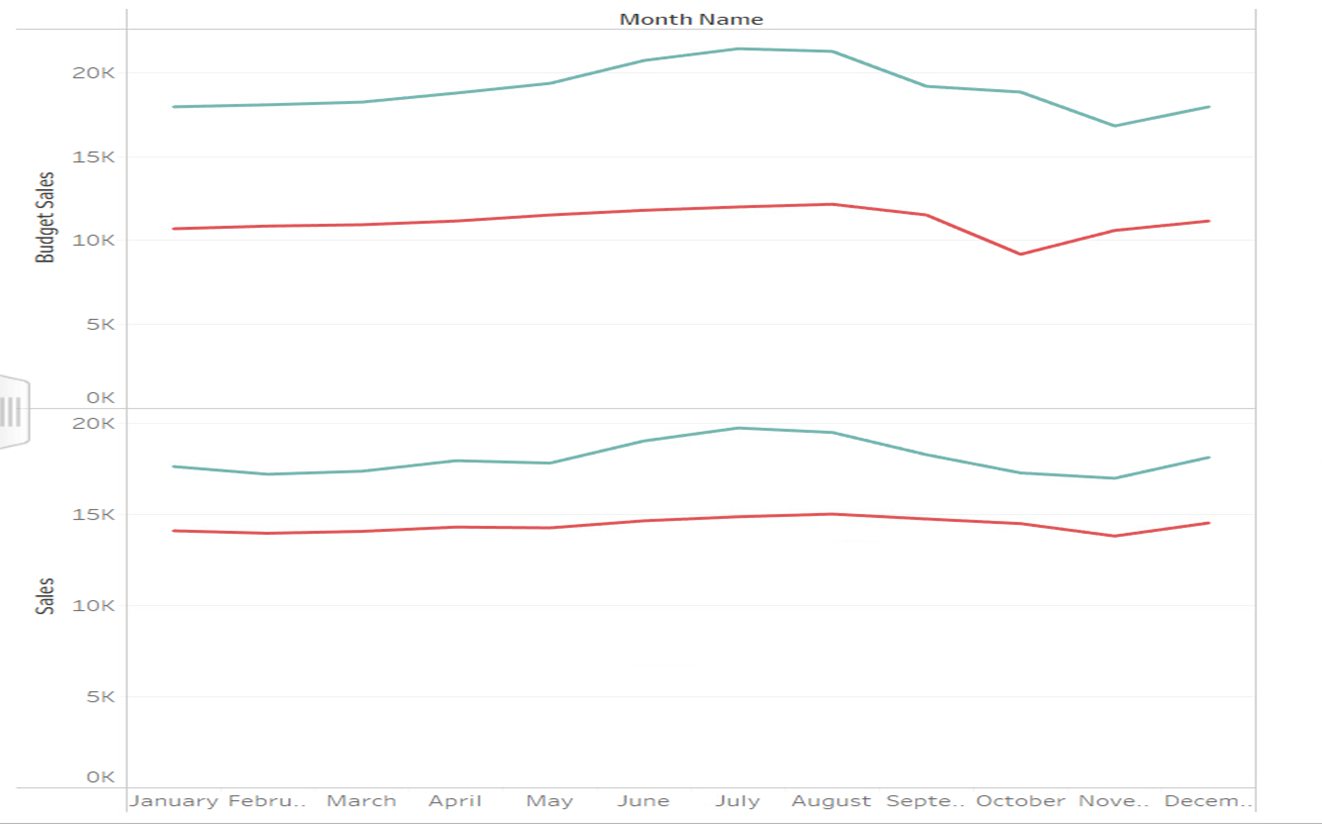 Month Name
20K
15K
10K
5K
0K
Budget Sales
20K
15K
10K
5K
0K
Sales
January Febru.. March April May June July August Septe.. October Nove.. Decem..